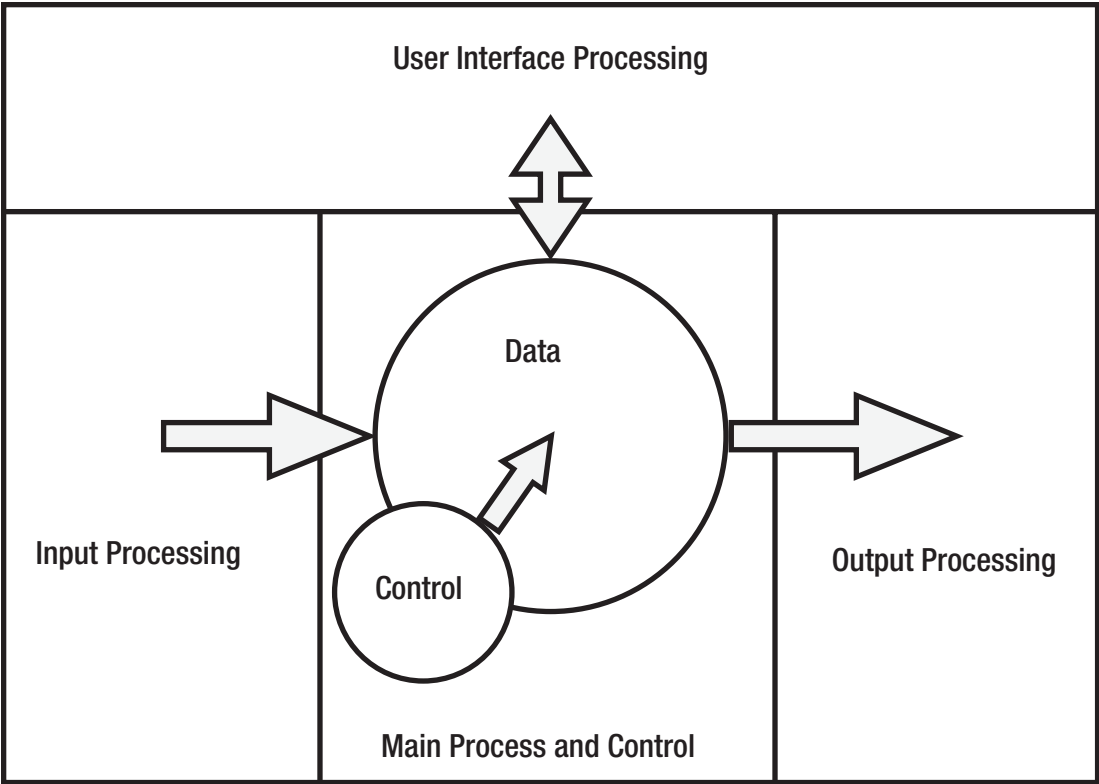 User Interface Processing
Data
Input Processing
Output Processing
Control
Main Process and Control